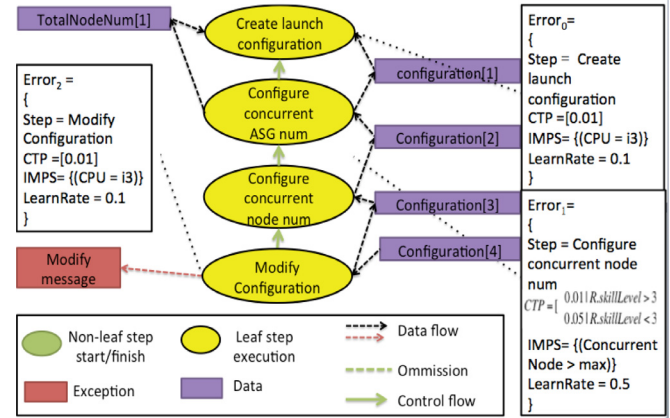 TotalNodeNum[1]
Create launch
configuration
Error0=
{
Step = Create
launch
configuration
CTP =[0.01]
IMPS= {(CPU = i3)}
LearnRate = 0.1
}
configuration[1]
Error2 =
{
Step = Modify
Configuration
CTP =[0.01]
IMPS= {(CPU = i3)}
LearnRate = 0.1
}
Configure
concurrent
ASG num
Configuration[2]
Configure
concurrent
node num
Configuration[3]
Configuration[4]
Error1=
{
Step = Configure
concurrent node
num
CTP =[ 0.01| R.skillLevel > 3
0.05| R.skillLevel < 3
IMPS= {(Concurrent
Node > max)}
LearnRate = 0.5
}
Modify
message
Modify
Configuration
Non-leaf step
start/finish
Leaf step
execution
Data flow
Ommission
Control flow
Exception
Data